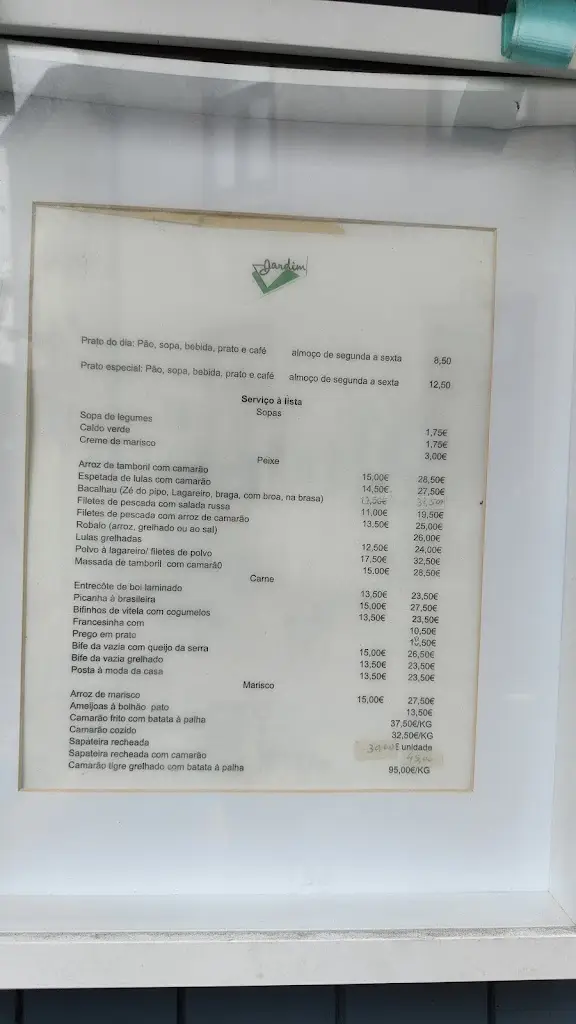 Jardim
Prato do dia: Pão, sopa, bebida, prato e café almoço de segunda a sexta 8,50
Prato especial: Pão, sopa, bebida, prato e café almoço de segunda a sexta 12,50
Serviço à lista
Sopas
Sopa de legumes 1,75€
Caldo verde 1,75€
Creme de marisco 3,00€
Peixe
Arroz de tamboril com camarão 15,00€ 28,50€
Espetada de lulas com camarão 14,50€ 27,50€
Bacalhau (Zé do pipo, Lagareiro, braga, com broa, na brasa)
Filetes de pescada com salada russa 11,00€ 19,50€
Filetes de pescada com arroz de camarão 13,50€ 25,00€
Robalo (arroz, grelhado ou ao sal) 26,00€
Lulas grelhadas 12,50€ 24,00€
Polvo à lagareiro/ filetes de polvo 17,50€ 32,50€
Massada de tamboril com camarão 15,00€ 28,50€
Carne
Entrecôte de boi laminado 13,50€ 23,50€
Picanha à brasileira 15,00€ 27,50€
Bifinhos de vitela com cogumelos 13,50€ 23,50€
Francesinha com 10,50€
Prego em prato
Bife da vazia com queijo da serra 15,00€ 26,50€
Bife da vazia grelhado 13,50€ 23,50€
Posta à moda da casa 13,50€ 23,50€
Marisco
Arroz de marisco 15,00€ 27,50€
Ameijoas à bolhão pato 13,50€
Camarão frito com batata à palha 37,50€/KG
Camarão cozido 32,50€/KG
Sapateira recheada € unidade
Sapateira recheada com camarão
Camarão tigre grelhado com batata à palha 95,00€/KG